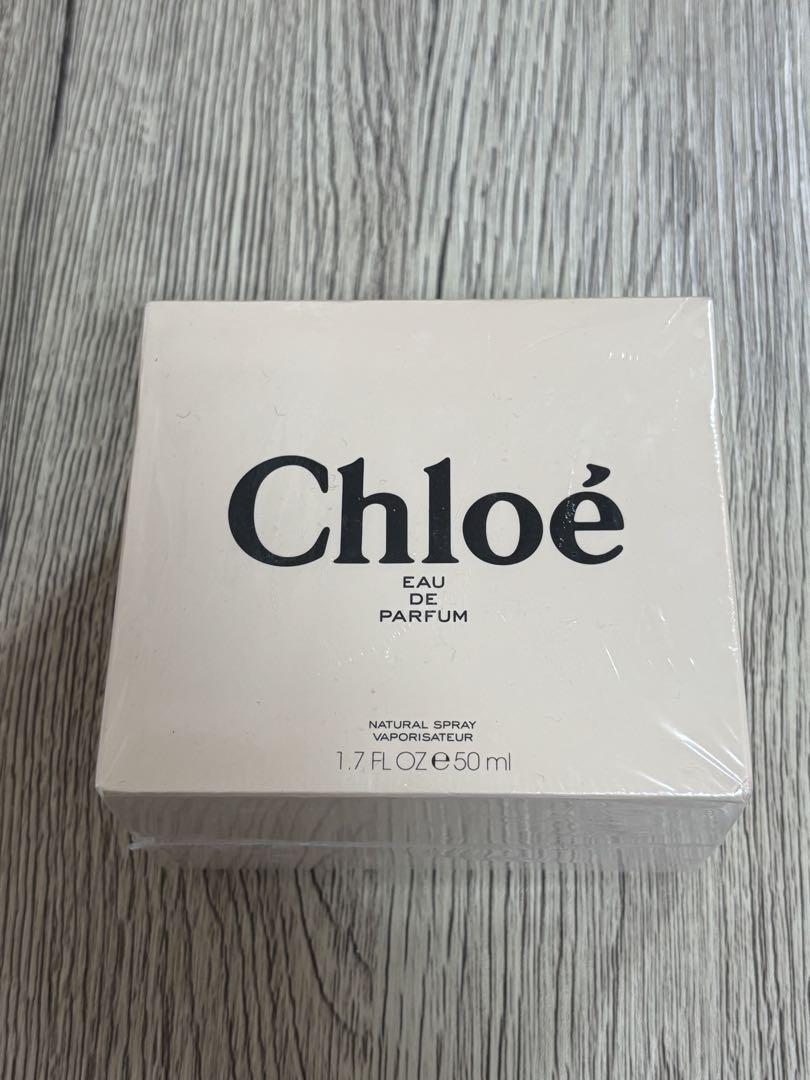 Chloé
EAU
DE
PARFUM
NATURAL SPRAY
VAPORISATEUR
1.7 FL OZ ℮ 50 ml